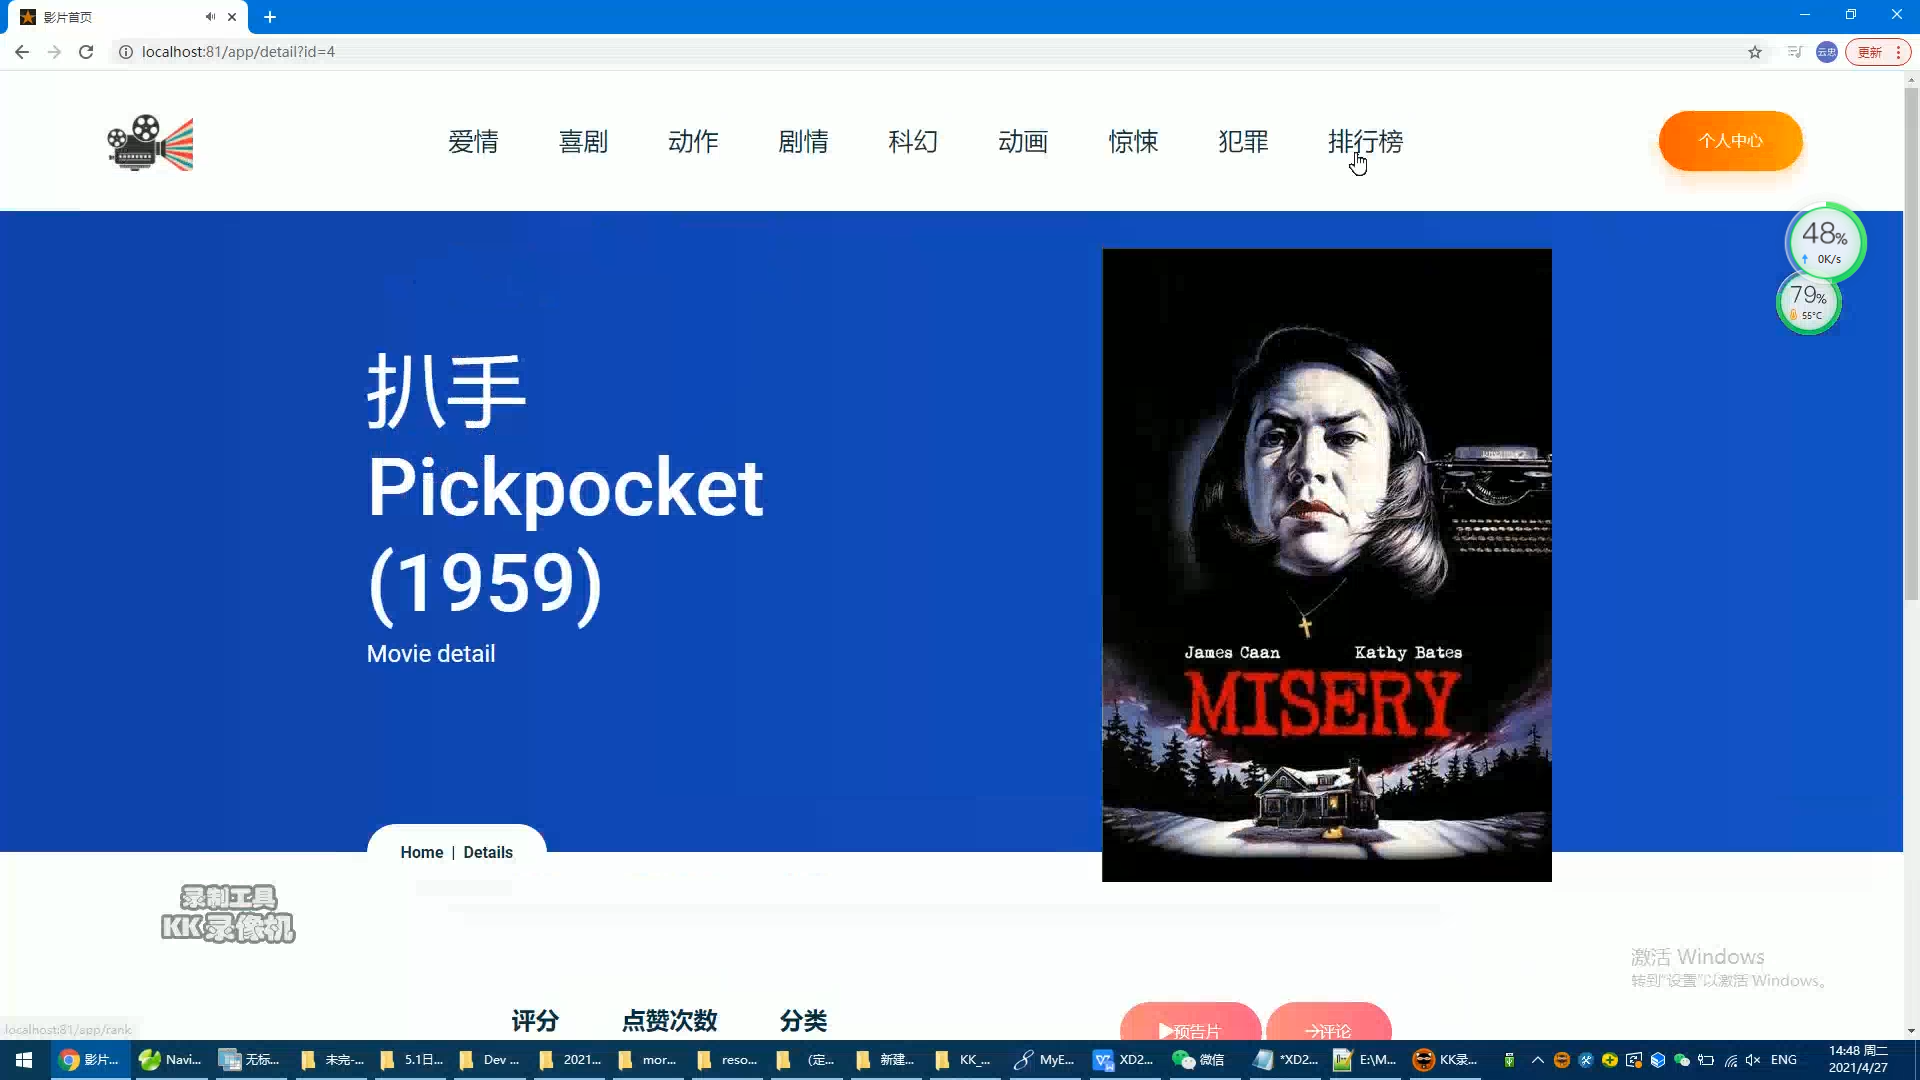 影片首页
localhost:81/app/detail?id=4
云忠
更新
爱情 喜剧 动作 剧情 科幻 动画 惊悚 犯罪 排行榜
个人中心
48%
0K/s
79%
55°C
扒手
Pickpocket
(1959)
Movie detail
James Caan Kathy Bates
MISERY
Home | Details
录制工具
KK录像机
激活 Windows
转到"设置"以激活 Windows。
评分 点赞次数 分类
预告片
评论
localhost:81/app/rank
影片... Navi... 无标... 未完-... 5.1日... Dev ... 2021... mor... reso... (定... 新建... KK_... MyE... XD2... 微信 *XD2... E:\M... KK录... ENG
14:48 周二
2021/4/27